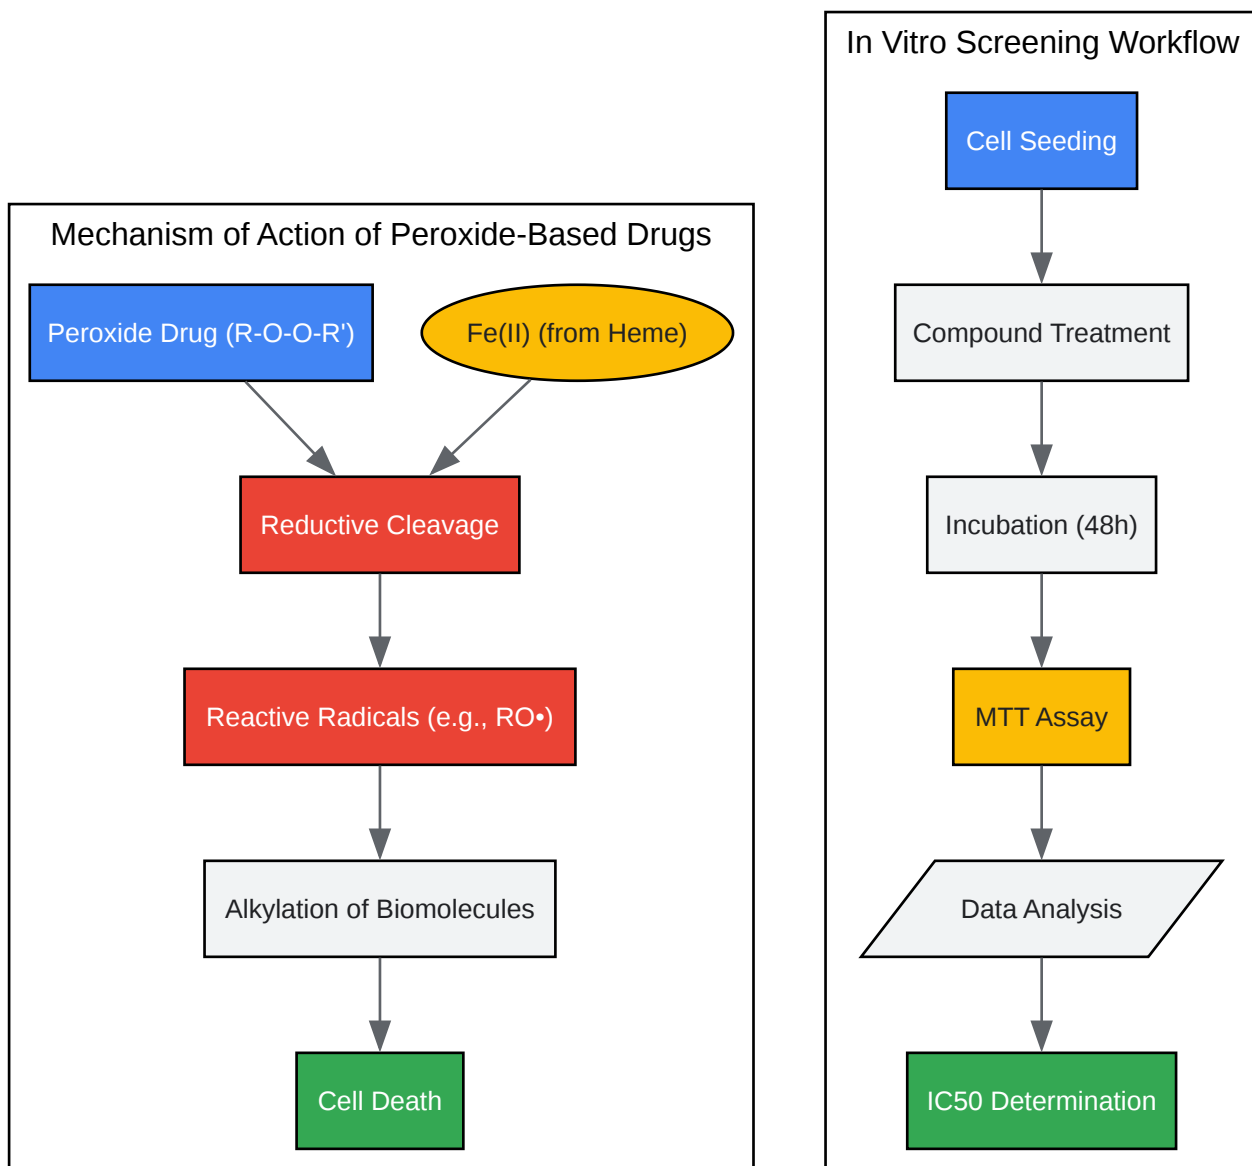 Mechanism of Action of Peroxide-Based Drugs
Peroxide Drug (R-O-O-R')
Fe(II) (from Heme)
Reductive Cleavage
Reactive Radicals (e.g., RO•)
Alkylation of Biomolecules
Cell Death
In Vitro Screening Workflow
Cell Seeding
Compound Treatment
Incubation (48h)
MTT Assay
Data Analysis
IC50 Determination